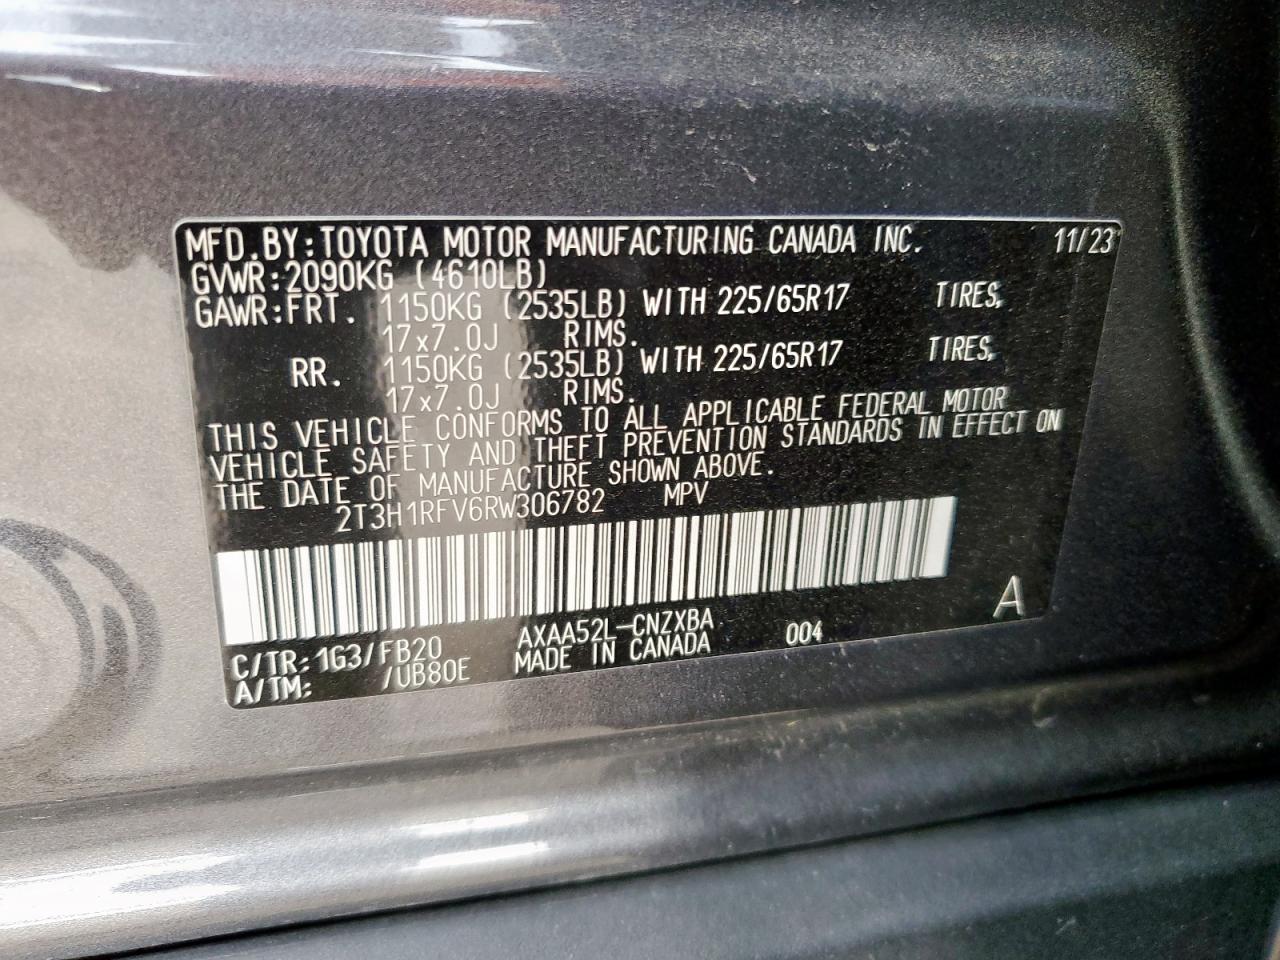 MFD.BY:TOYOTA MOTOR MANUFACTURING CANADA INC. 11/23
GVWR:2090KG (4610LB)
GAWR:FRT. 1150KG (2535LB) WITH 225/65R17 TIRES,
17x7.0J RIMS.
RR. 1150KG (2535LB) WITH 225/65R17 TIRES,
17x7.0J RIMS.
THIS VEHICLE CONFORMS TO ALL APPLICABLE FEDERAL MOTOR
VEHICLE SAFETY AND THEFT PREVENTION STANDARDS IN EFFECT ON
THE DATE OF MANUFACTURE SHOWN ABOVE.
2T3H1RFV6RW306782 MPV
A
C/TR:1G3/FB20 AXAA52L-CNZXBA 004
A/TM: /UB80E MADE IN CANADA